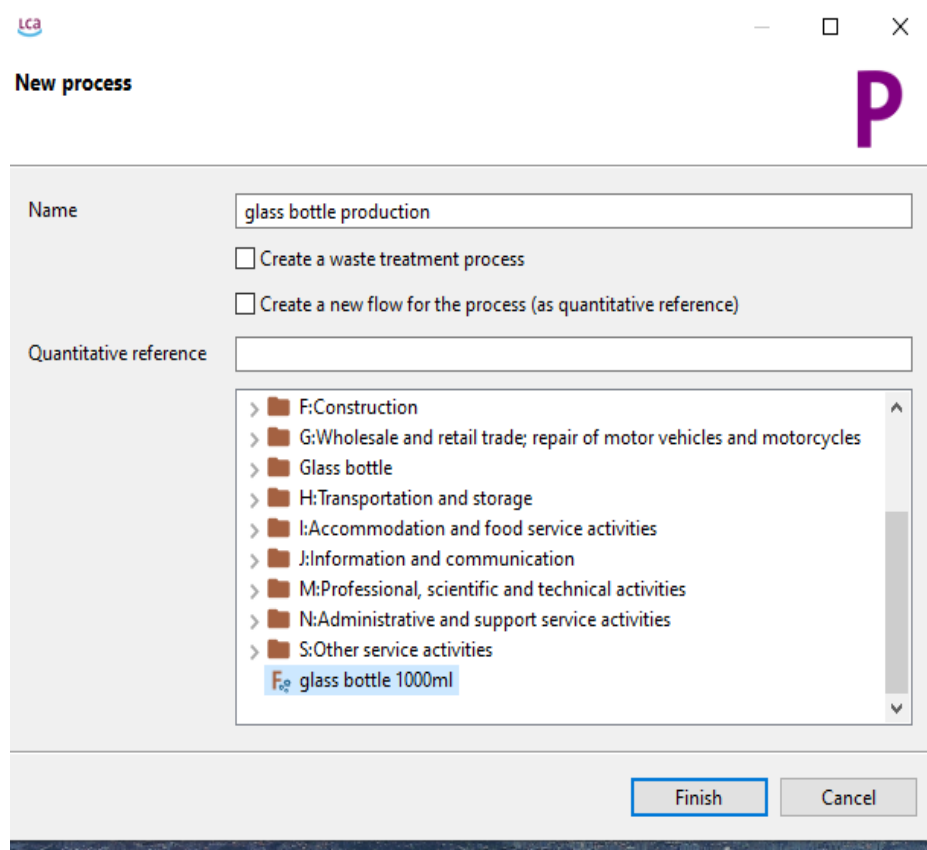 LCA
New process
P
Name
glass bottle production
Create a waste treatment process
Create a new flow for the process (as quantitative reference)
Quantitative reference
F:Construction
G:Wholesale and retail trade; repair of motor vehicles and motorcycles
Glass bottle
H:Transportation and storage
I:Accommodation and food service activities
J:Information and communication
M:Professional, scientific and technical activities
N:Administrative and support service activities
S:Other service activities
F glass bottle 1000ml
Finish
Cancel